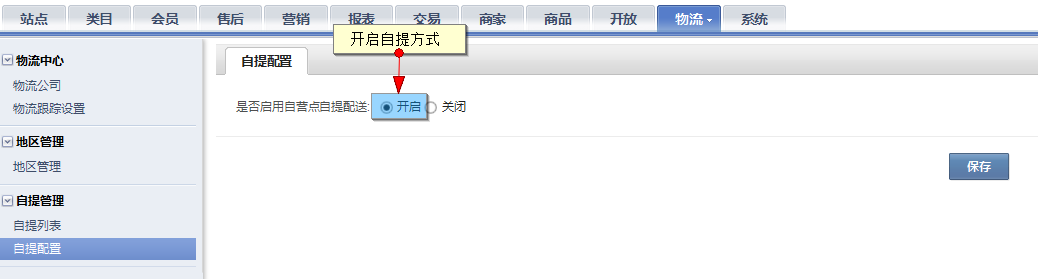 站点 类目 会员 售后 营销 报表 交易 商家 商品 开放 物流 系统
开启自提方式
物流中心
物流公司
物流跟踪设置
地区管理
地区管理
自提管理
自提列表
自提配置
自提配置
是否启用自营点自提配送: 开启 关闭
保存